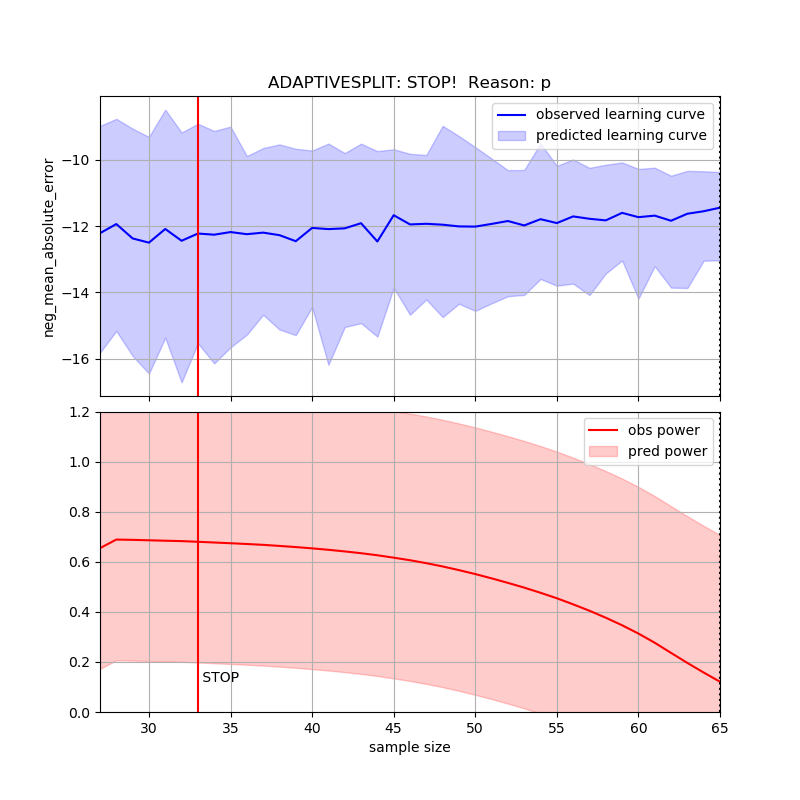 ADAPTIVESPLIT: STOP!  Reason: p
neg_mean_absolute_error
−10
−12
−14
−16
observed learning curve
predicted learning curve
1.2
1.0
0.8
0.6
0.4
0.2
0.0
obs power
pred power
STOP
30 35 40 45 50 55 60 65
sample size